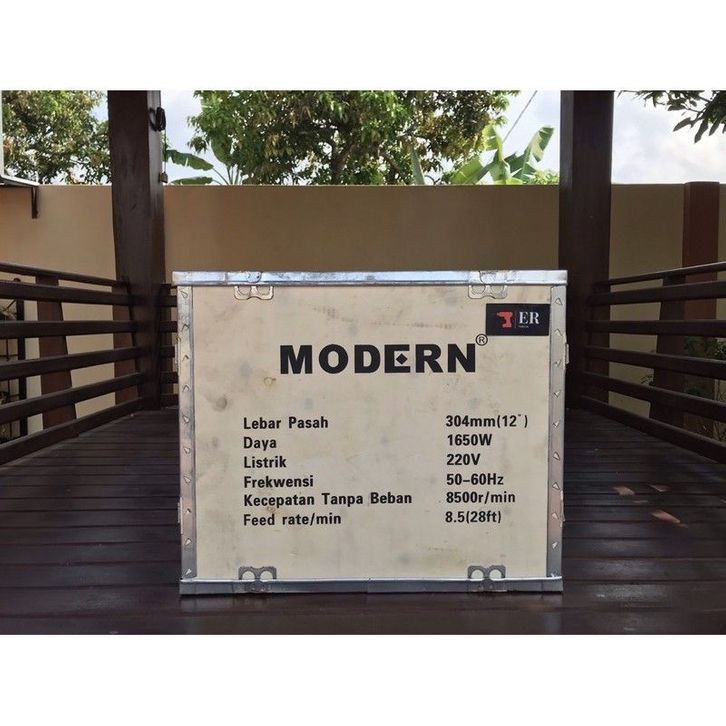 ER
MODERN®
Lebar Pasah 304mm(12")
Daya 1650W
Listrik 220V
Frekwensi 50-60Hz
Kecepatan Tanpa Beban 8500r/min
Feed rate/min 8.5(28ft)